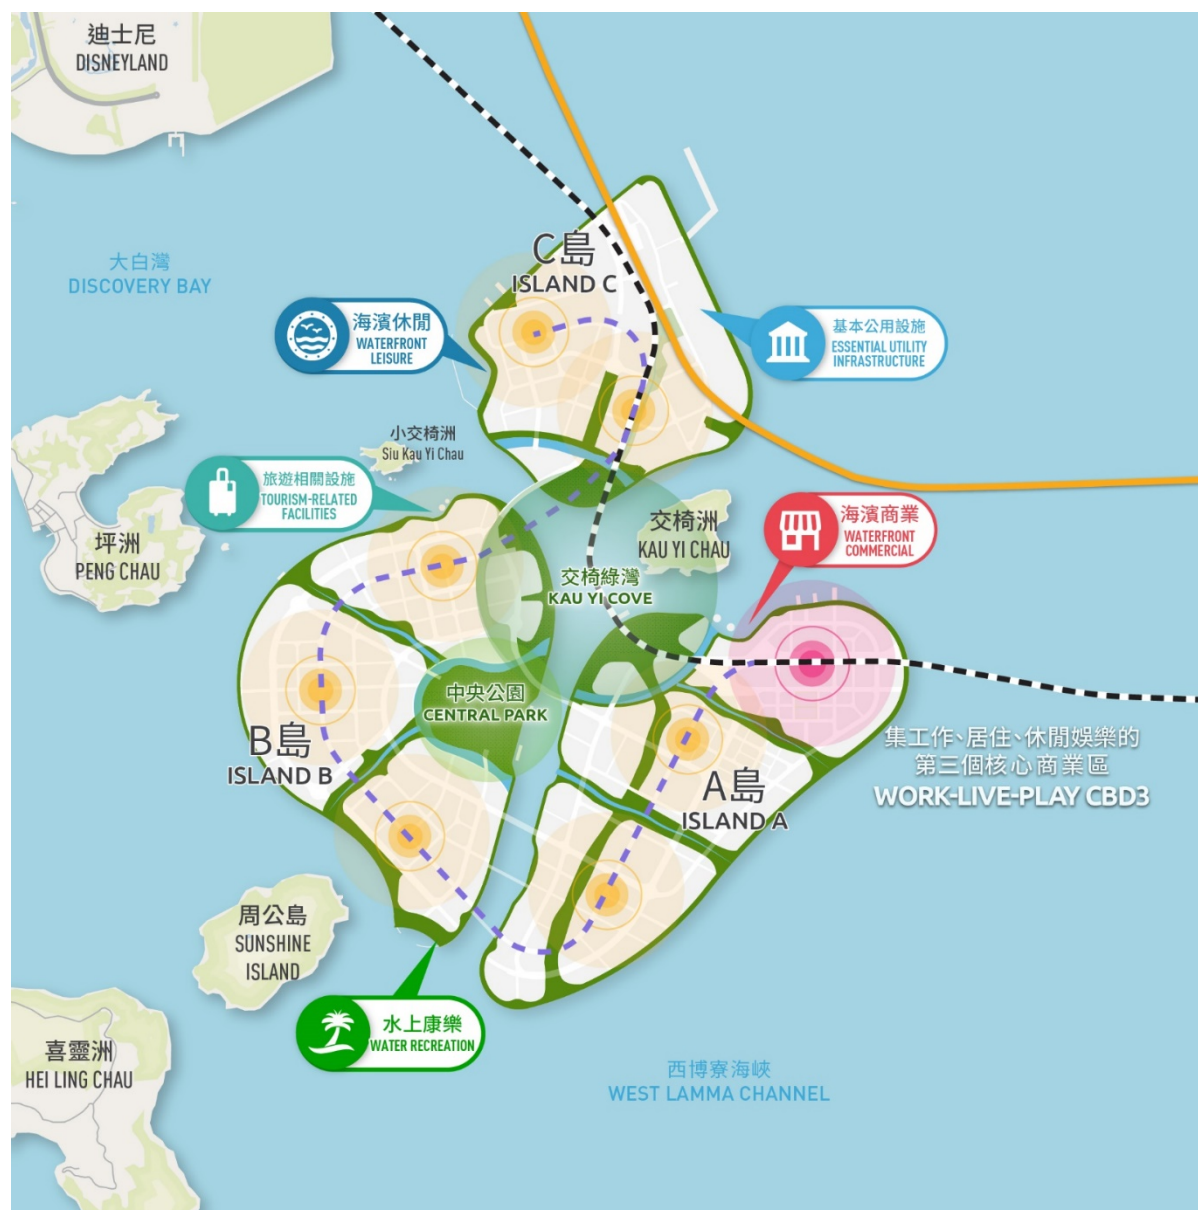 迪士尼
DISNEYLAND
大白灣
DISCOVERY BAY
C島
ISLAND C
海濱休閒
WATERFRONT
LEISURE
基本公用設施
ESSENTIAL UTILITY
INFRASTRUCTURE
小交椅洲
Siu Kau Yi Chau
旅遊相關設施
TOURISM-RELATED
FACILITIES
坪洲
PENG CHAU
交椅洲
KAU YI CHAU
海濱商業
WATERFRONT
COMMERCIAL
交椅綠灣
KAU YI COVE
中央公園
CENTRAL PARK
B島
ISLAND B
A島
ISLAND A
集工作、居住、休閒娛樂的
第三個核心商業區
WORK-LIVE-PLAY CBD3
周公島
SUNSHINE
ISLAND
水上康樂
WATER RECREATION
喜靈洲
HEI LING CHAU
西博寮海峽
WEST LAMMA CHANNEL